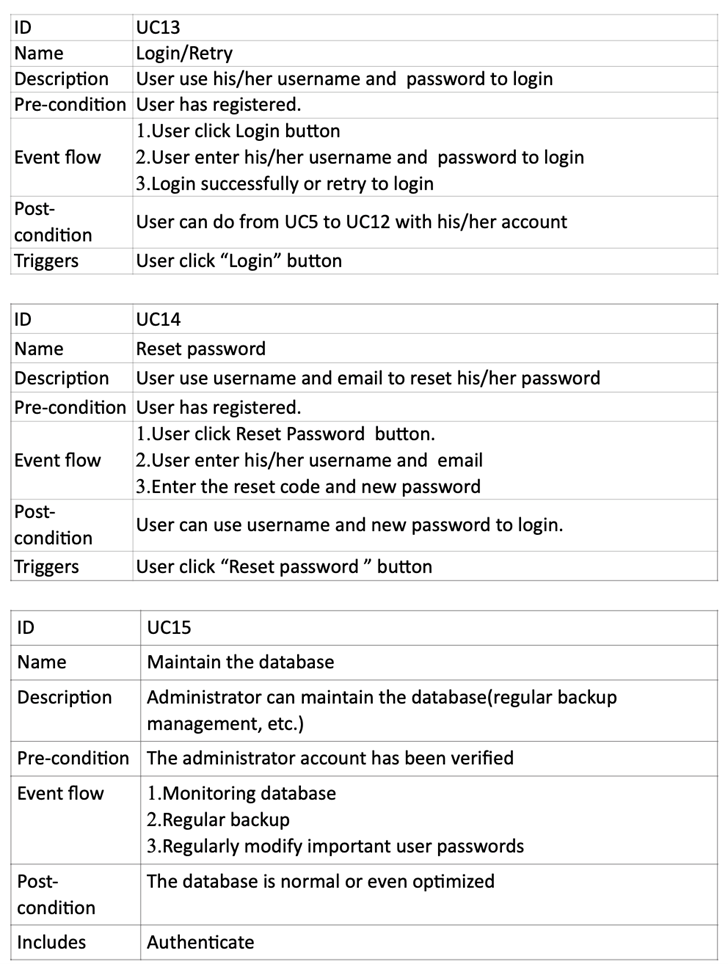 ID UC13
Name Login/Retry
Description User use his/her username and  password to login
Pre-condition User has registered.
1.User click Login button
Event flow 2.User enter his/her username and  password to login
3.Login successfully or retry to login
Post-
condition User can do from UC5 to UC12 with his/her account
Triggers User click “Login” button
ID UC14
Name Reset password
Description User use username and email to reset his/her password
Pre-condition User has registered.
1.User click Reset Password  button.
Event flow 2.User enter his/her username and  email
3.Enter the reset code and new password
Post-
condition User can use username and new password to login.
Triggers User click “Reset password ” button
ID UC15
Name Maintain the database
Description Administrator can maintain the database(regular backup
management, etc.)
Pre-condition The administrator account has been verified
Event flow 1.Monitoring database
2.Regular backup
3.Regularly modify important user passwords
Post- The database is normal or even optimized
condition
Includes Authenticate